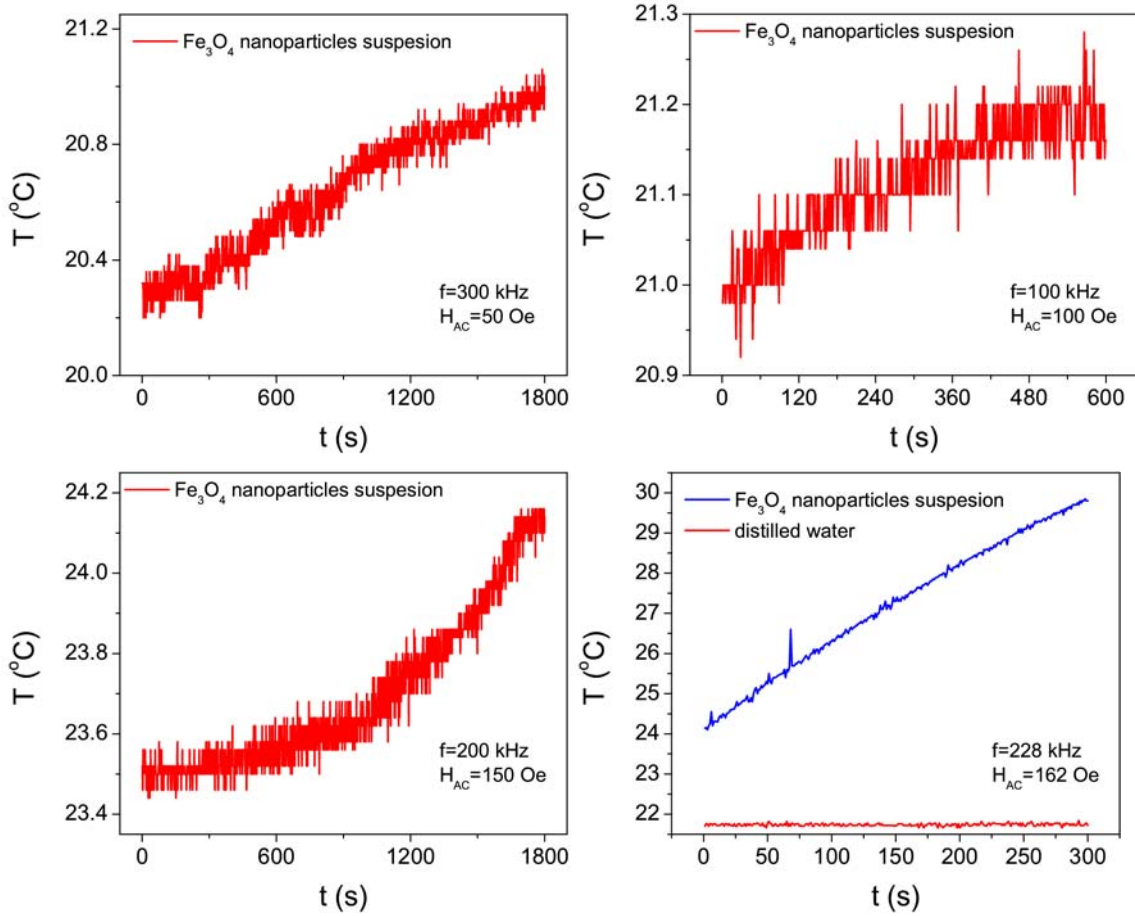 Fe₃O₄ nanoparticles suspesion
f=300 kHz
H_AC=50 Oe
T (°C)
21.2
20.8
20.4
20.0
0 600 1200 1800
t (s)
Fe₃O₄ nanoparticles suspesion
f=100 kHz
H_AC=100 Oe
T (°C)
21.3
21.2
21.1
21.0
20.9
0 120 240 360 480 600
t (s)
Fe₃O₄ nanoparticles suspesion
f=200 kHz
H_AC=150 Oe
T (°C)
24.2
24.0
23.8
23.6
23.4
0 600 1200 1800
t (s)
Fe₃O₄ nanoparticles suspesion
distilled water
f=228 kHz
H_AC=162 Oe
T (°C)
30
29
28
27
26
25
24
23
22
0 50 100 150 200 250 300
t (s)